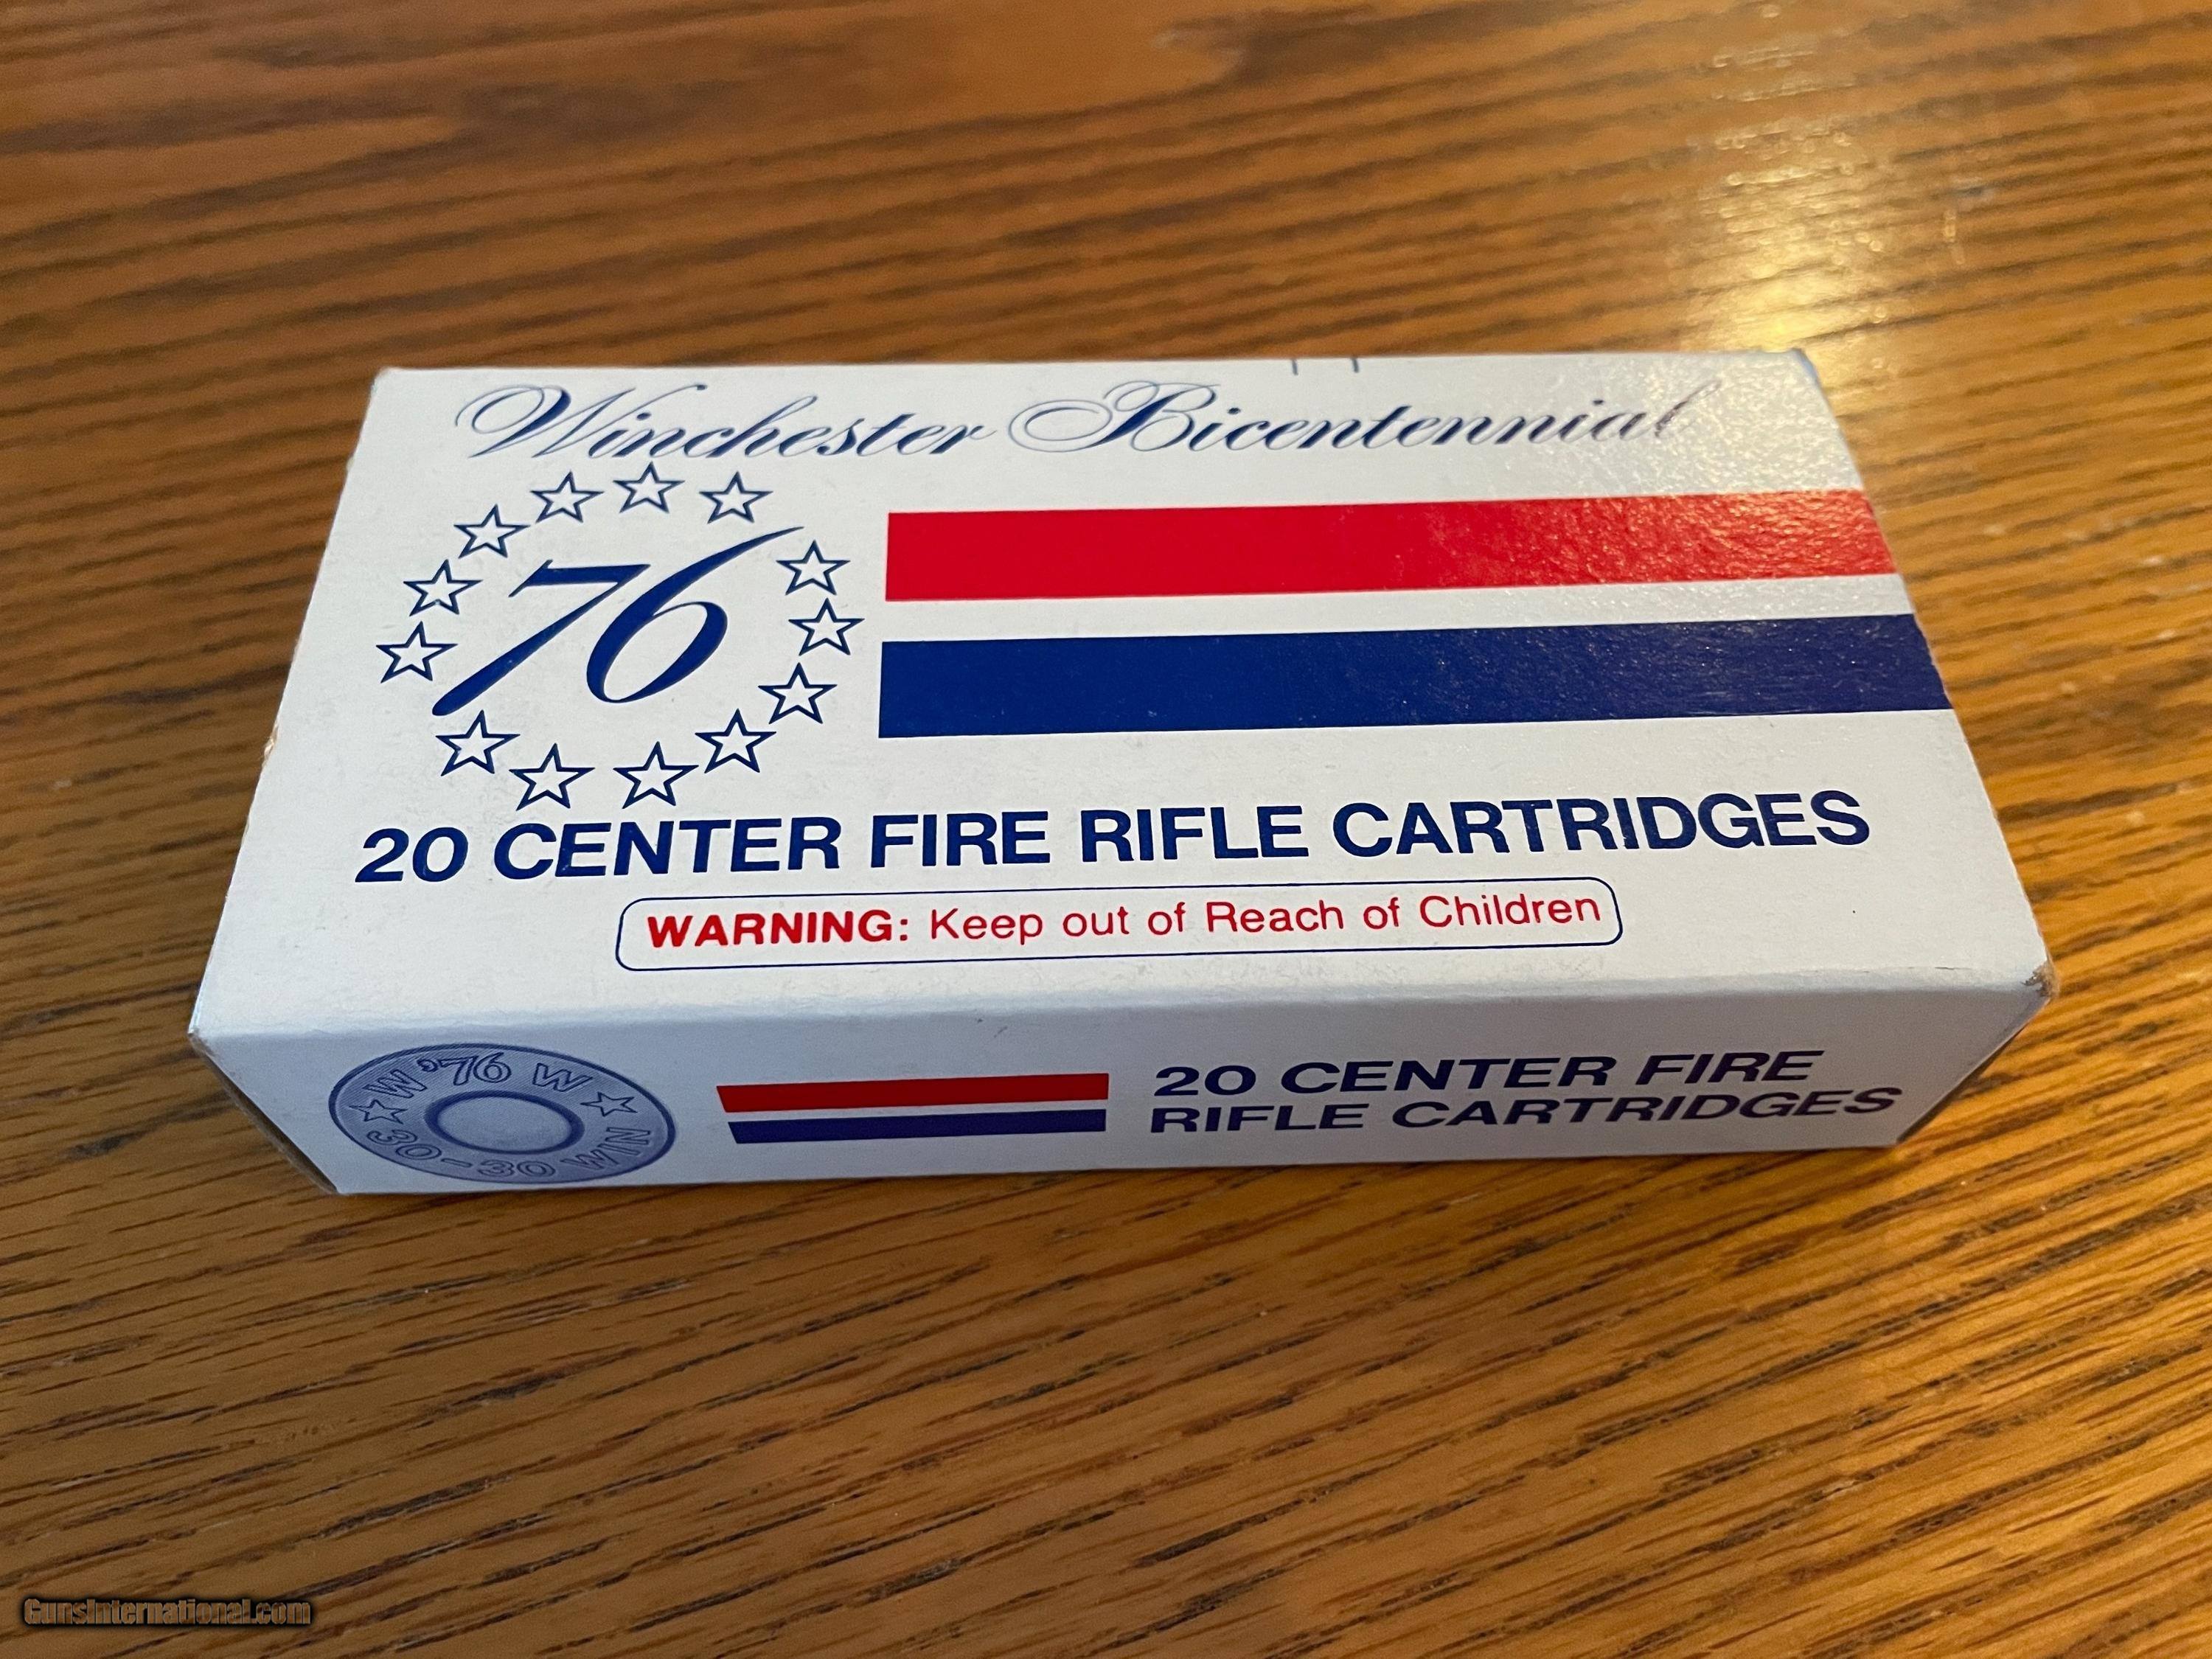 Winchester Bicentennial
76
20 CENTER FIRE RIFLE CARTRIDGES
WARNING: Keep out of Reach of Children
W '76 W
30-30 WIN
20 CENTER FIRE
RIFLE CARTRIDGES
GunsInternational.com